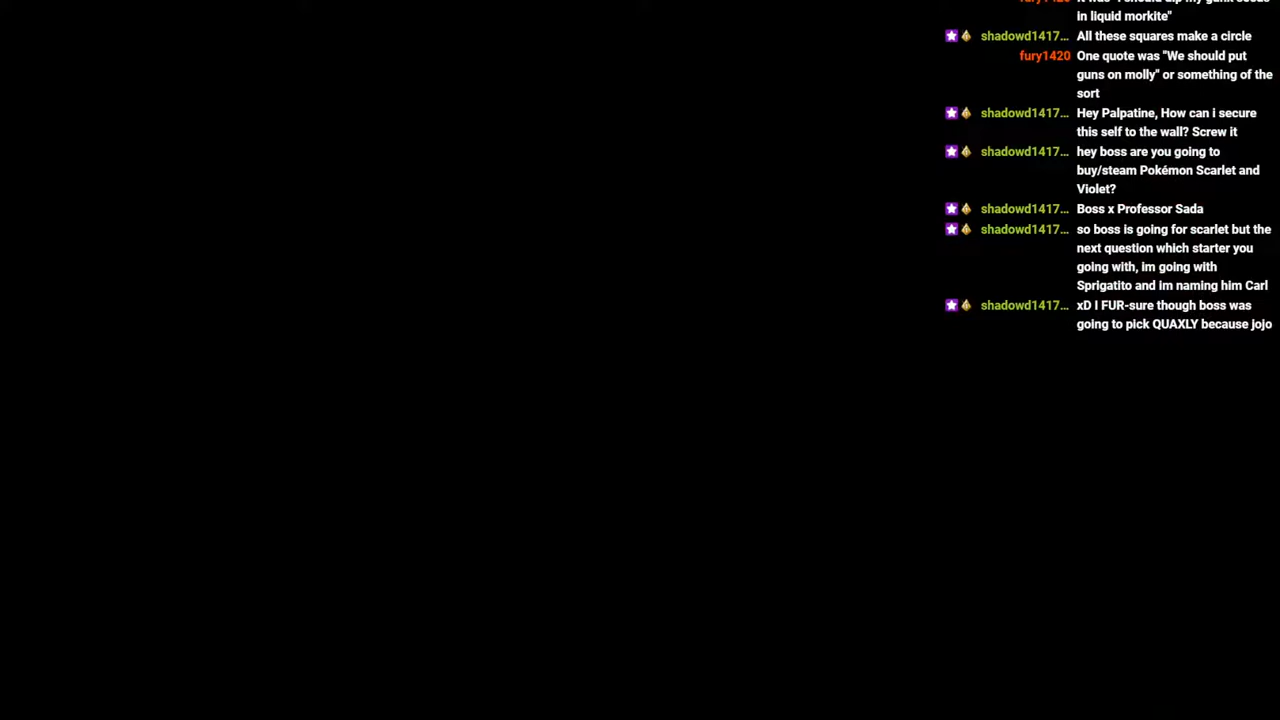 in liquid morkite"
shadowd1417... All these squares make a circle
fury1420 One quote was "We should put
guns on molly" or something of the
sort
shadowd1417... Hey Palpatine, How can i secure
this self to the wall? Screw it
shadowd1417... hey boss are you going to
buy/steam Pokémon Scarlet and
Violet?
shadowd1417... Boss x Professor Sada
shadowd1417... so boss is going for scarlet but the
next question which starter you
going with, im going with
Sprigatito and im naming him Carl
shadowd1417... xD I FUR-sure though boss was
going to pick QUAXLY because jojo